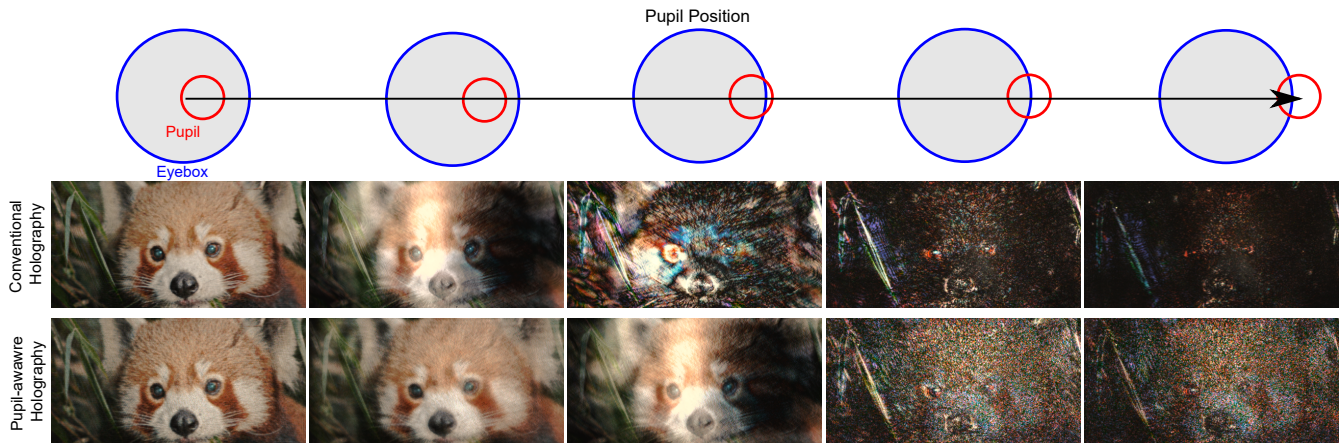 Pupil Position
Pupil
Eyebox
Conventional
Holography
Pupil-awawre
Holography